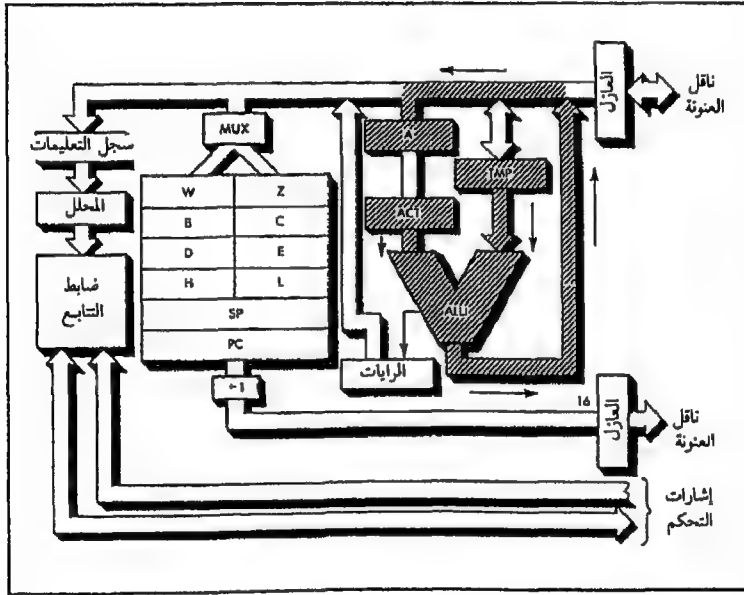 ناقل
العنونة
العازل
MUX
سجل التعليمات
المحلل
ضابط
التتابع
W Z
B C
D E
H L
SP
PC
A
TMP
ACT
ALU
الرايات
16
العازل
ناقل
العنونة
إشارات
التحكم